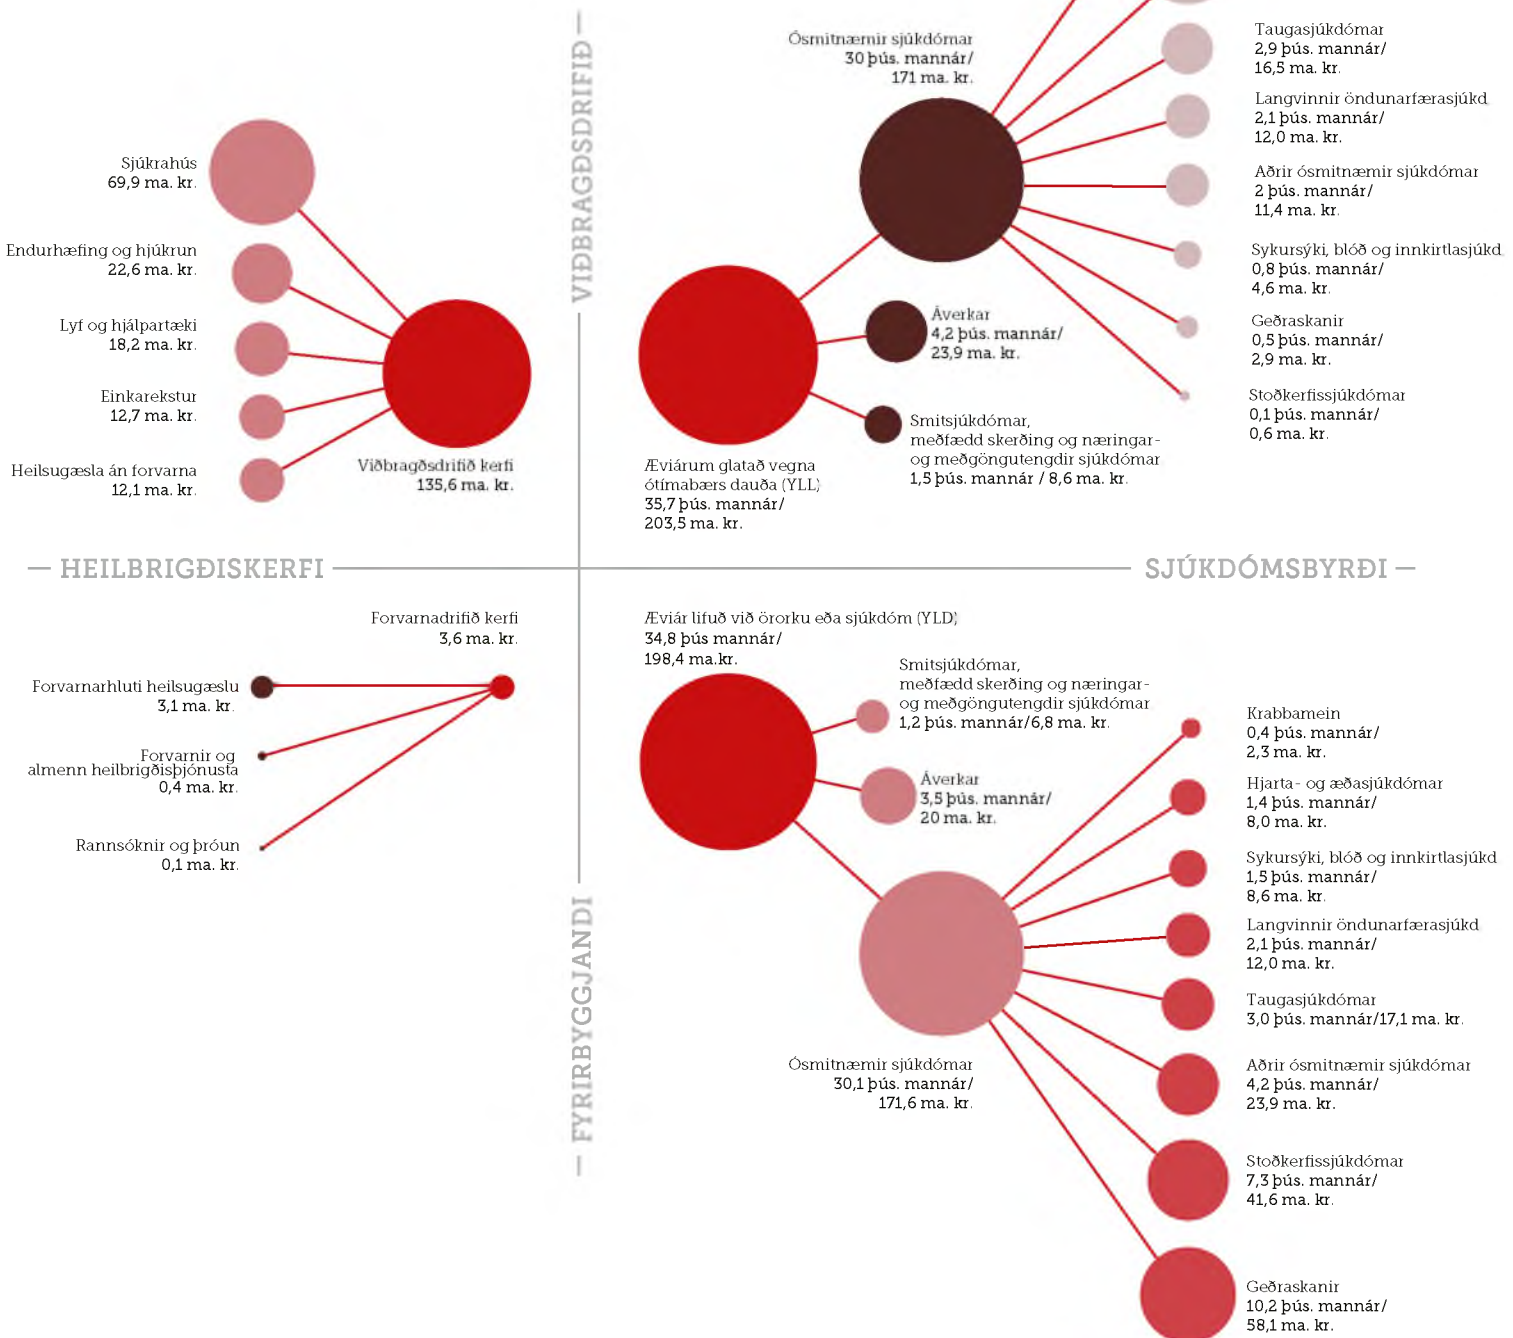 VIÐBRAGÐSDRIFIÐ
Sjúkrahús
69,9 ma. kr.
Endurhæfing og hjúkrun
22,6 ma. kr.
Lyf og hjálpartæki
18,2 ma. kr.
Einkarekstur
12,7 ma. kr.
Heilsugæsla án forvarna
12,1 ma. kr.
Viðbragðsdrifið kerfi
135,6 ma. kr.
Ósmitnæmir sjúkdómar
30 þús. mannár/
171 ma. kr.
Áverkar
4,2 þús. mannár/
23,9 ma. kr.
Smitsjúkdómar,
meðfædd skerðing og næringar-
og meðgöngutengdir sjúkdómar
1,5 þús. mannár / 8,6 ma. kr.
Æviárum glatað vegna
ótímabærs dauða (YLL)
35,7 þús. mannár/
203,5 ma. kr.
Taugasjúkdómar
2,9 þús. mannár/
16,5 ma. kr.
Langvinnir öndunarfærasjúkd.
2,1 þús. mannár/
12,0 ma. kr.
Aðrir ósmitnæmir sjúkdómar
2 þús. mannár/
11,4 ma. kr.
Sykursýki, blóð og innkirtlasjúkd.
0,8 þús. mannár/
4,6 ma. kr.
Geðraskanir
0,5 þús. mannár/
2,9 ma. kr.
Stoðkerfissjúkdómar
0,1 þús. mannár/
0,6 ma. kr.
HEILBRIGÐISKERFI
SJÚKDÓMSBYRÐI
Forvarnadrifið kerfi
3,6 ma. kr.
Forvarnarhluti heilsugæslu
3,1 ma. kr.
Forvarnir og
almenn heilbrigðisþjónusta
0,4 ma. kr.
Rannsóknir og þróun
0,1 ma. kr.
FYRIRBYGGJANDI
Æviár lifuð við örorku eða sjúkdóm (YLD)
34,8 þús mannár/
198,4 ma.kr.
Smitsjúkdómar,
meðfædd skerðing og næringar-
og meðgöngutengdir sjúkdómar
1,2 þús. mannár/6,8 ma. kr.
Áverkar
3,5 þús. mannár/
20 ma. kr.
Ósmitnæmir sjúkdómar
30,1 þús. mannár/
171,6 ma. kr.
Krabbamein
0,4 þús. mannár/
2,3 ma. kr.
Hjarta- og æðasjúkdómar
1,4 þús. mannár/
8,0 ma. kr.
Sykursýki, blóð og innkirtlasjúkd
1,5 þús. mannár/
8,6 ma. kr.
Langvinnir öndunarfærasjúkd.
2,1 þús. mannár/
12,0 ma. kr.
Taugasjúkdómar
3,0 þús. mannár/17,1 ma. kr.
Aðrir ósmitnæmir sjúkdómar
4,2 þús. mannár/
23,9 ma. kr.
Stoðkerfissjúkdómar
7,3 þús. mannár/
41,6 ma. kr.
Geðraskanir
10,2 þús. mannár/
58,1 ma. kr.